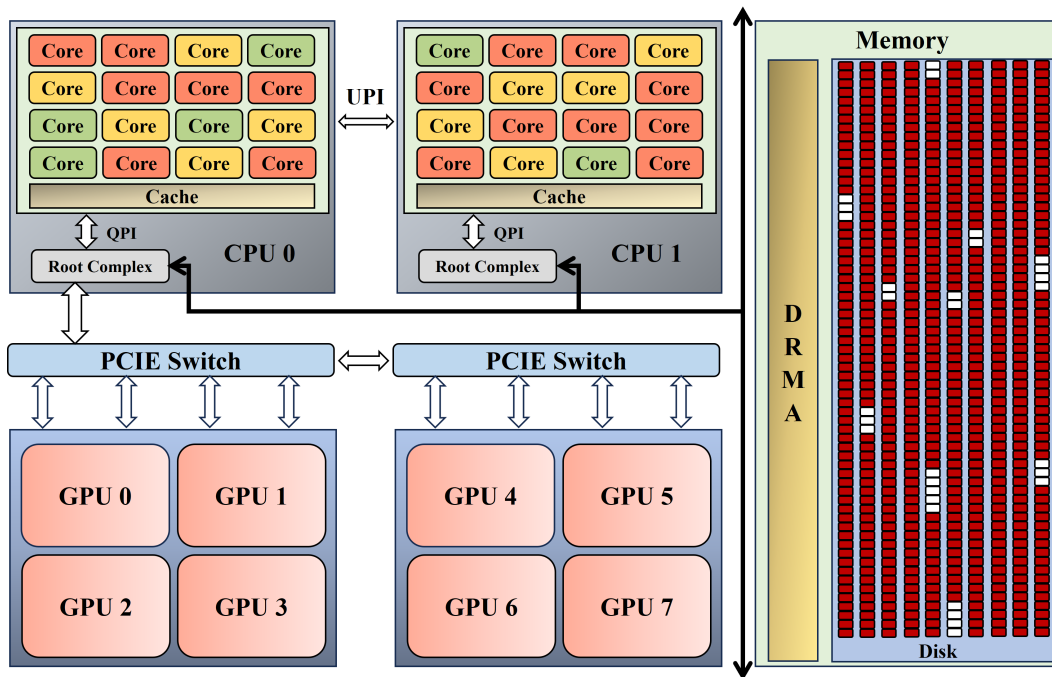 Core Core Core Core
Core Core Core Core
Core Core Core Core
Core Core Core Core
Cache
QPI
Root Complex
CPU 0
UPI
Core Core Core Core
Core Core Core Core
Core Core Core Core
Core Core Core Core
Cache
QPI
Root Complex
CPU 1
PCIE Switch
PCIE Switch
GPU 0
GPU 1
GPU 2
GPU 3
GPU 4
GPU 5
GPU 6
GPU 7
Memory
D
R
M
A
Disk